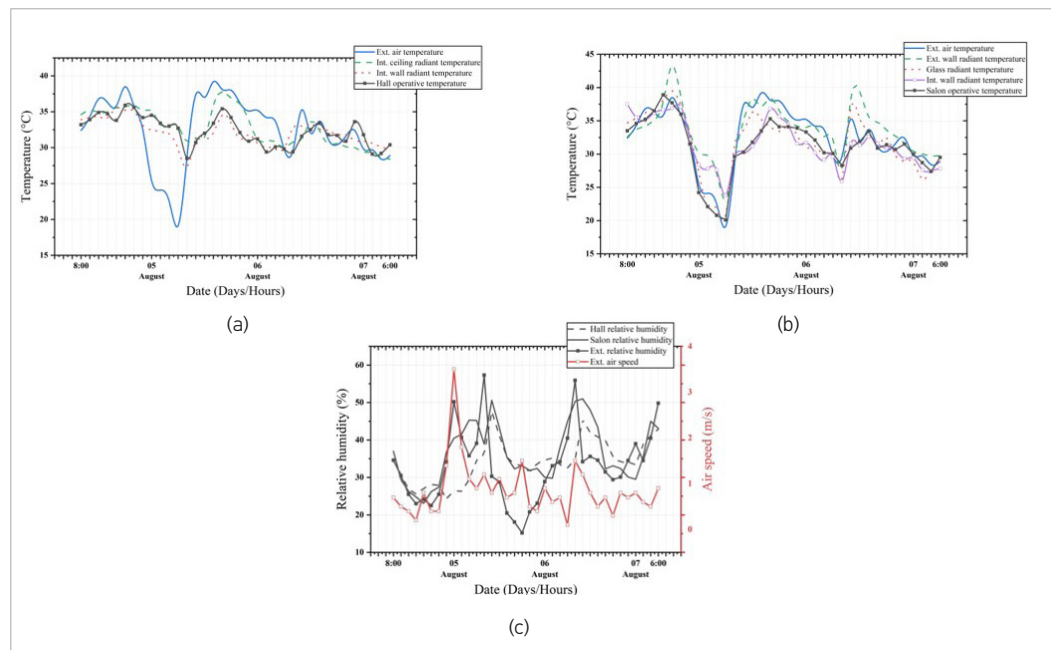 Ext. air temperature
Int. ceiling radiant temperature
Int. wall radiant temperature
Hall operative temperature
40
35
30
25
20
15
Temperature (°C)
8:00
05
August
06
August
07
August
6:00
Date (Days/Hours)
(a)
Ext. air temperature
Ext. wall radiant temperature
Glass radiant temperature
Int. wall radiant temperature
Salon operative temperature
45
40
35
30
25
20
15
Temperature (°C)
8:00
05
August
06
August
07
August
6:00
Date (Days/Hours)
(b)
Hall relative humidity
Salon relative humidity
Ext. relative humidity
Ext. air speed
60
50
40
30
20
10
Relative humidity (%)
4
3
2
1
0
Air speed (m/s)
8:00
05
August
06
August
07
August
6:00
Date (Days/Hours)
(c)